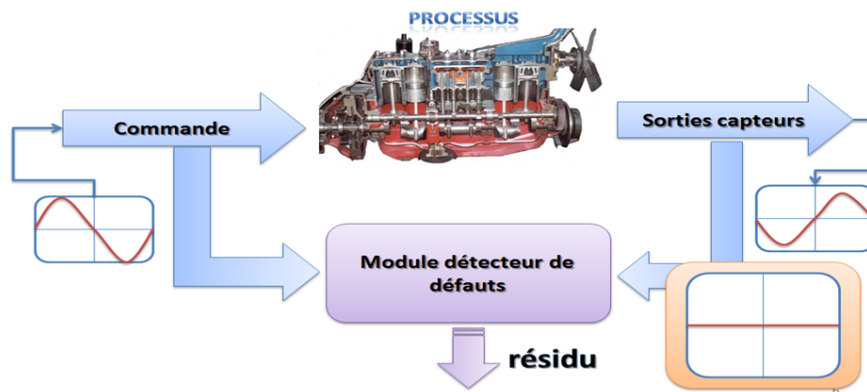 PROCESSUS
Commande
Sorties capteurs
Module détecteur de
défauts
résidu